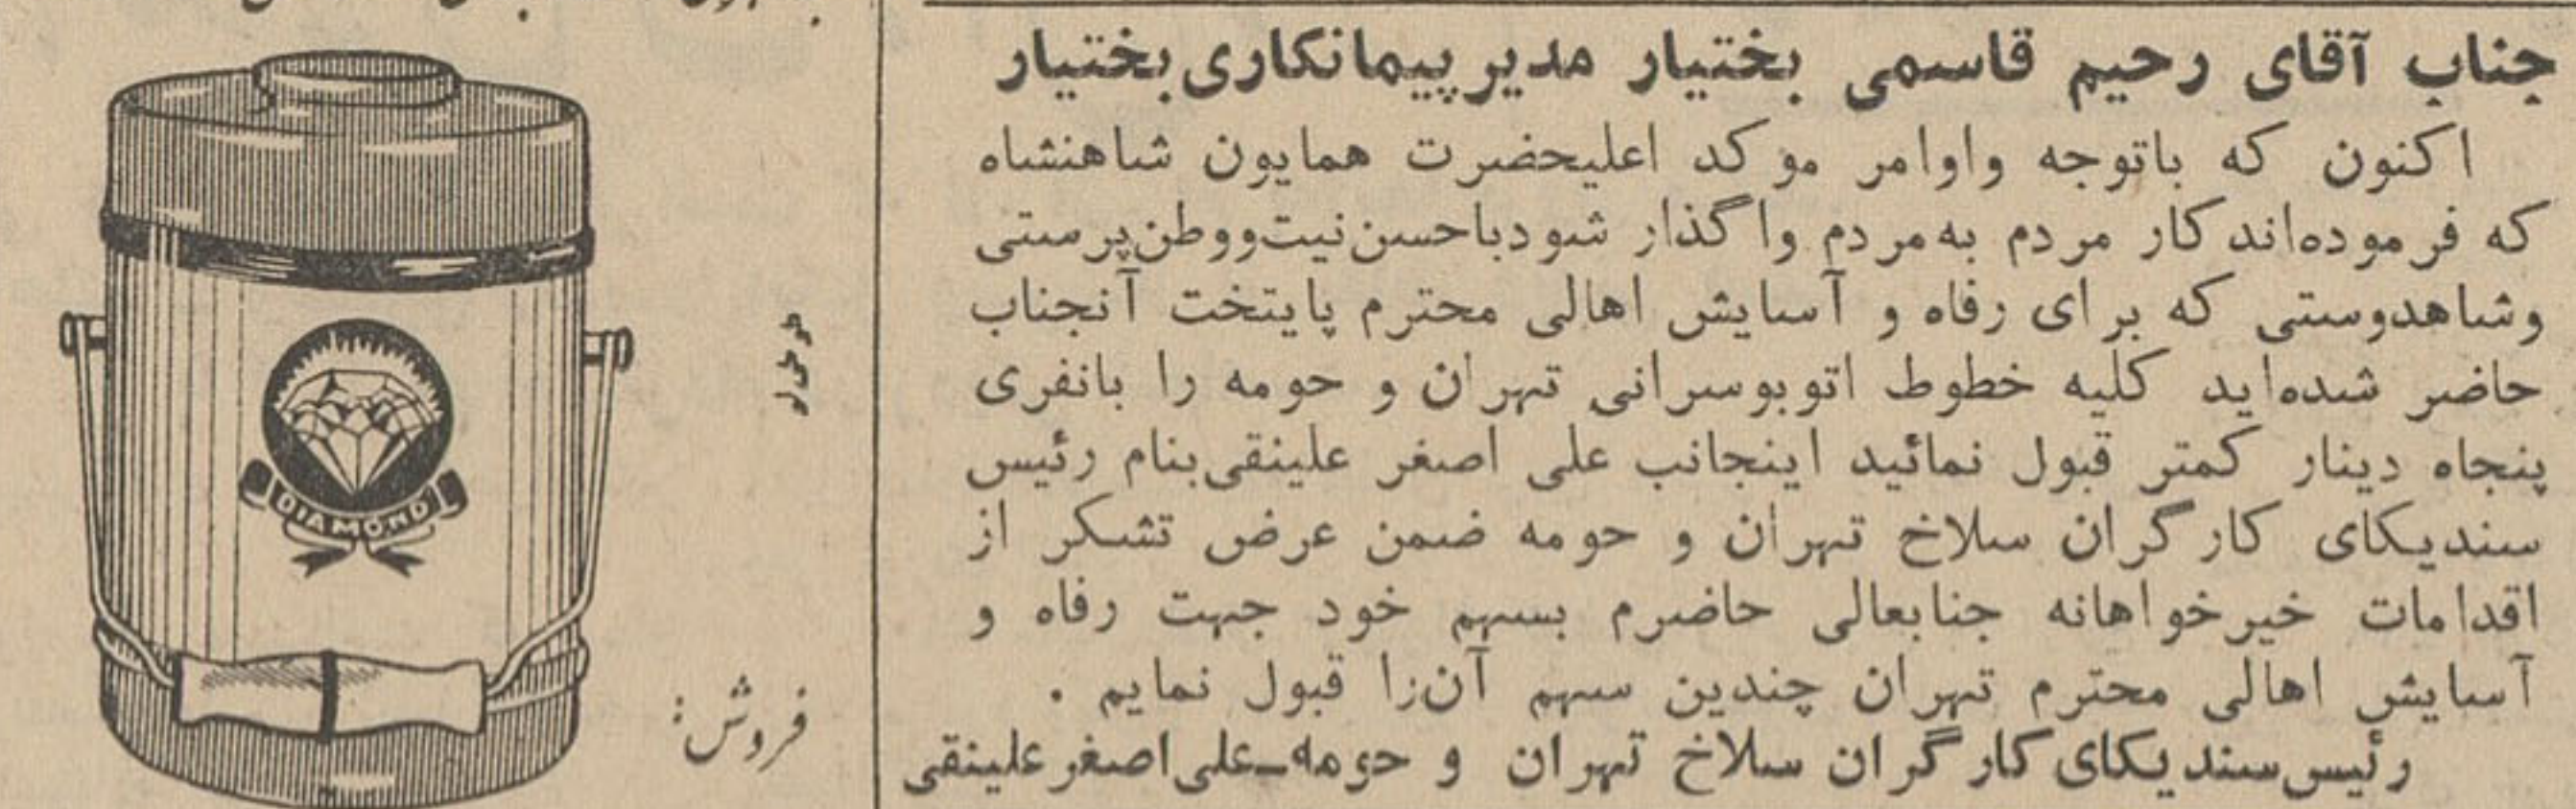 جناب آقای رحیم قاسمی بختیار مدیر پیمانکاری بختیار
اکنون که باتوجه واوامر موکد اعلیحضرت همایون شاهنشاه
که فرموده‌اند کار مردم به‌مردم واگذار شود باحسن‌نیت‌ووطن‌پرستی
وشاهدوستی که برای رفاه و آسایش اهالی محترم پایتخت آنجناب
حاضر شده‌اید کلیه خطوط اتوبوسرانی تهران و حومه را بانفری
پنجاه دینار کمتر قبول نمائید اینجانب علی اصغر علینقی‌بنام رئیس
سندیکای کارگران سلاخ تهران و حومه ضمن عرض تشکر از
اقدامات خیرخواهانه جنابعالی حاضرم بسهم خود جهت رفاه و
آسایش اهالی محترم تهران چندین سهم آن‌را قبول نمایم .
رئیس‌سندیکای کارگران سلاخ تهران و حومه‌ـ‌علی‌اصغر علینقی
DIAMOND
فروش: